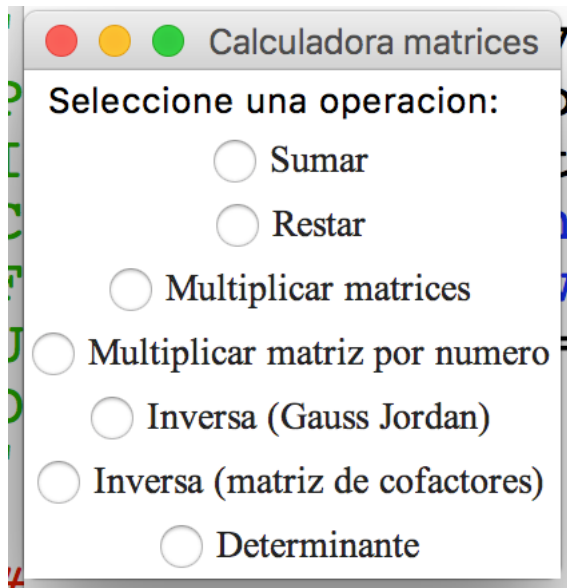 Calculadora matrices
Seleccione una operacion:
Sumar
Restar
Multiplicar matrices
Multiplicar matriz por numero
Inversa (Gauss Jordan)
Inversa (matriz de cofactores)
Determinante